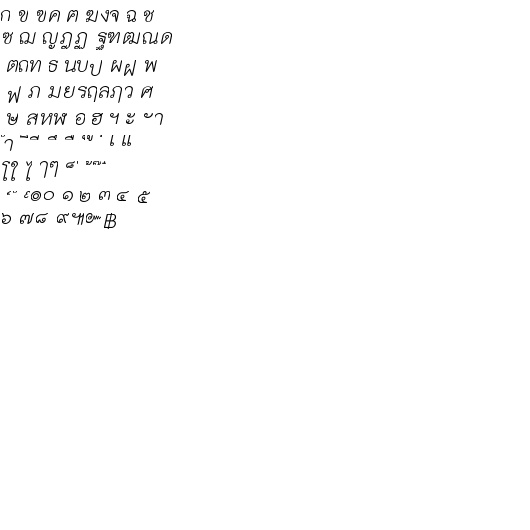 ก ข ฃค ฅ ฆงจ ฉ ช
ซ ฌ ญฎฏ ฐฑฒณด
ตถท ธ นบป ผฝ พ
ฟ ภ มยรฤลฦว ศ
ษ สหฬ อ ฮ ฯ ะ ั า
ำ ิ ี ึ ื ุ ู ฺ เ แ
โใ ไ ๅๆ ็ ่ ้ ๊ ๋
์ ํ ๎ ๏๐ ๑ ๒ ๓ ๔ ๕
๖ ๗๘ ๙๚๛฿